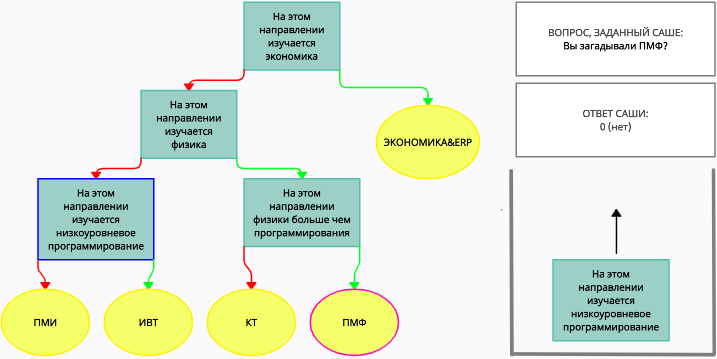 На этом
направлении
изучается
экономика
ВОПРОС, ЗАДАННЫЙ САШЕ:
Вы загадывали ПМФ?
На этом
направлении
изучается
физика
ЭКОНОМИКА&ERP
ОТВЕТ САШИ:
0 (нет)
На этом
направлении
изучается
низкоуровневое
программирование
На этом
направлении
физики больше чем
программирования
ПМИ
ИВТ
КТ
ПМФ
На этом
направлении
изучается
низкоуровневое
программирование